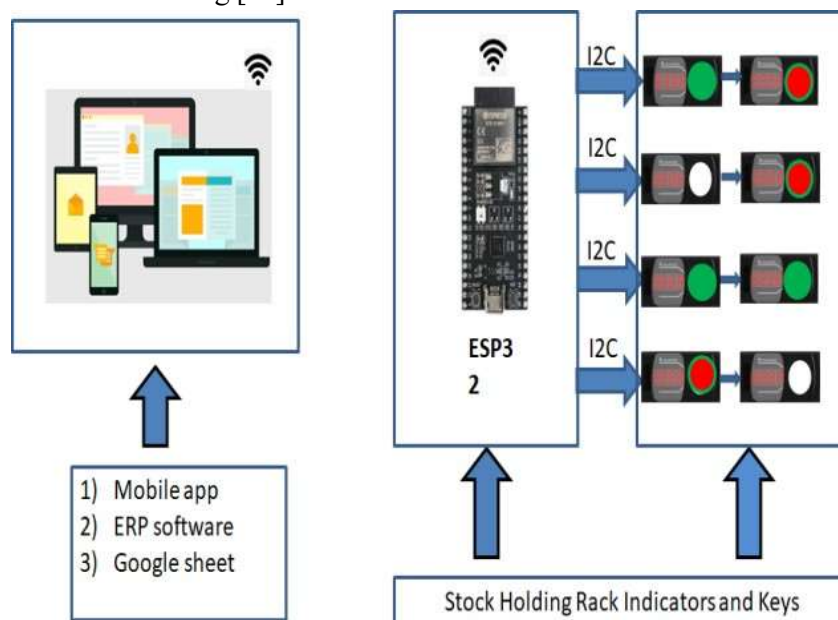 I2C
I2C
I2C
I2C
ESP3
2
1) Mobile app
2) ERP software
3) Google sheet
Stock Holding Rack Indicators and Keys